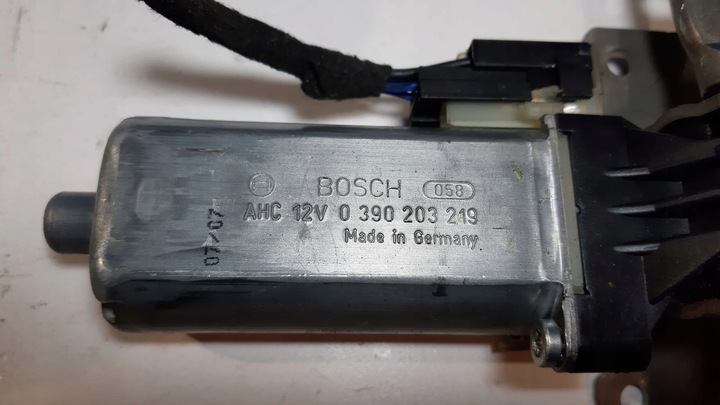 BOSCH 058
AHC 12V 0 390 203 219
Made in Germany
07/07